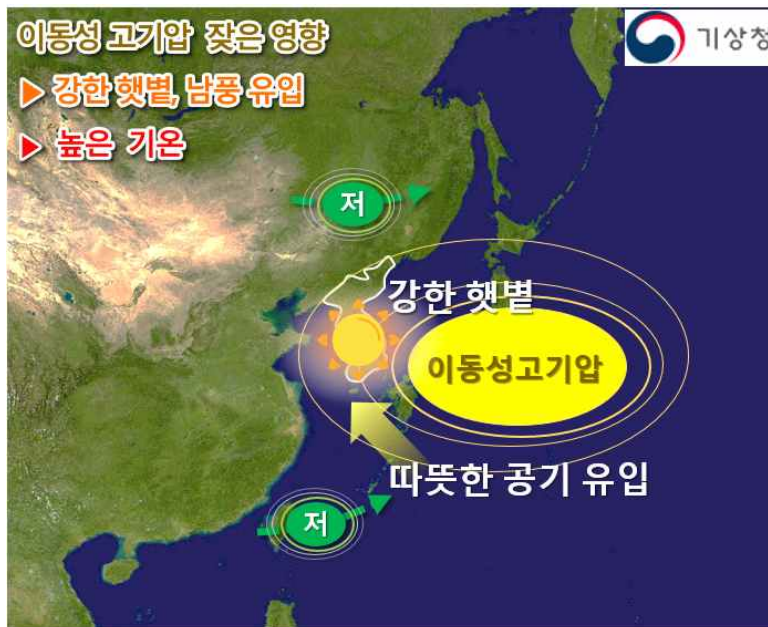 이동성 고기압 잦은 영향
▶ 강한 햇볕, 남풍 유입
▶ 높은 기온
기상청
저
강한 햇볕
이동성고기압
따뜻한 공기 유입
저